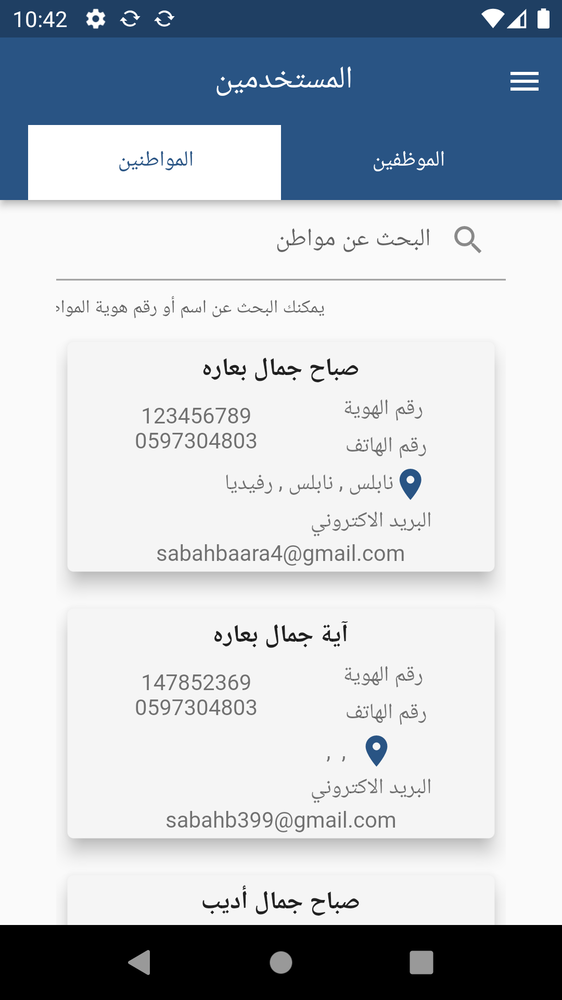 10:42
المستخدمين
الموظفين
المواطنين
البحث عن مواطن
يمكنك البحث عن اسم أو رقم هوية
صباح جمال بعاره
رقم الهوية 123456789
رقم الهاتف 0597304803
نابلس , نابلس , رفيديا
البريد الاكتروني
sabahbaara4@gmail.com
آية جمال بعاره
رقم الهوية 147852369
رقم الهاتف 0597304803
, ,
البريد الاكتروني
sabahb399@gmail.com
صباح جمال أديب